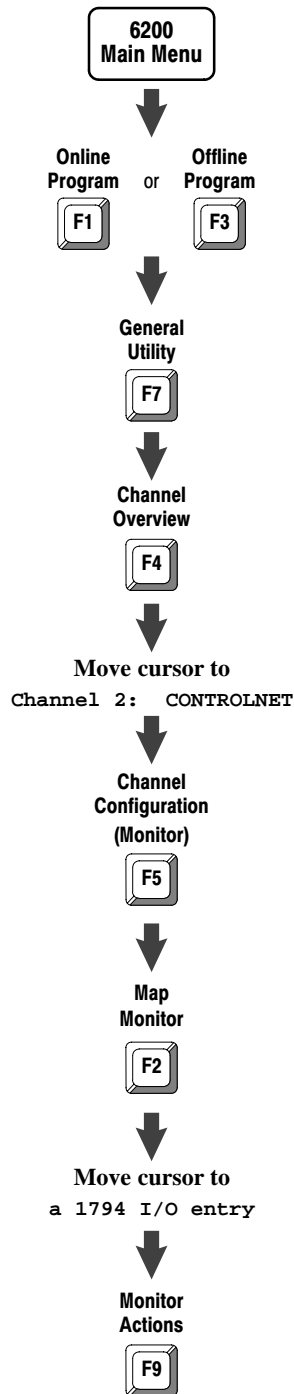 6200
Main Menu
Online Program or Offline Program
F1 F3
General
Utility
F7
Channel
Overview
F4
Move cursor to
Channel 2: CONTROLNET
Channel
Configuration
(Monitor)
F5
Map
Monitor
F2
Move cursor to
a 1794 I/O entry
Monitor
Actions
F9